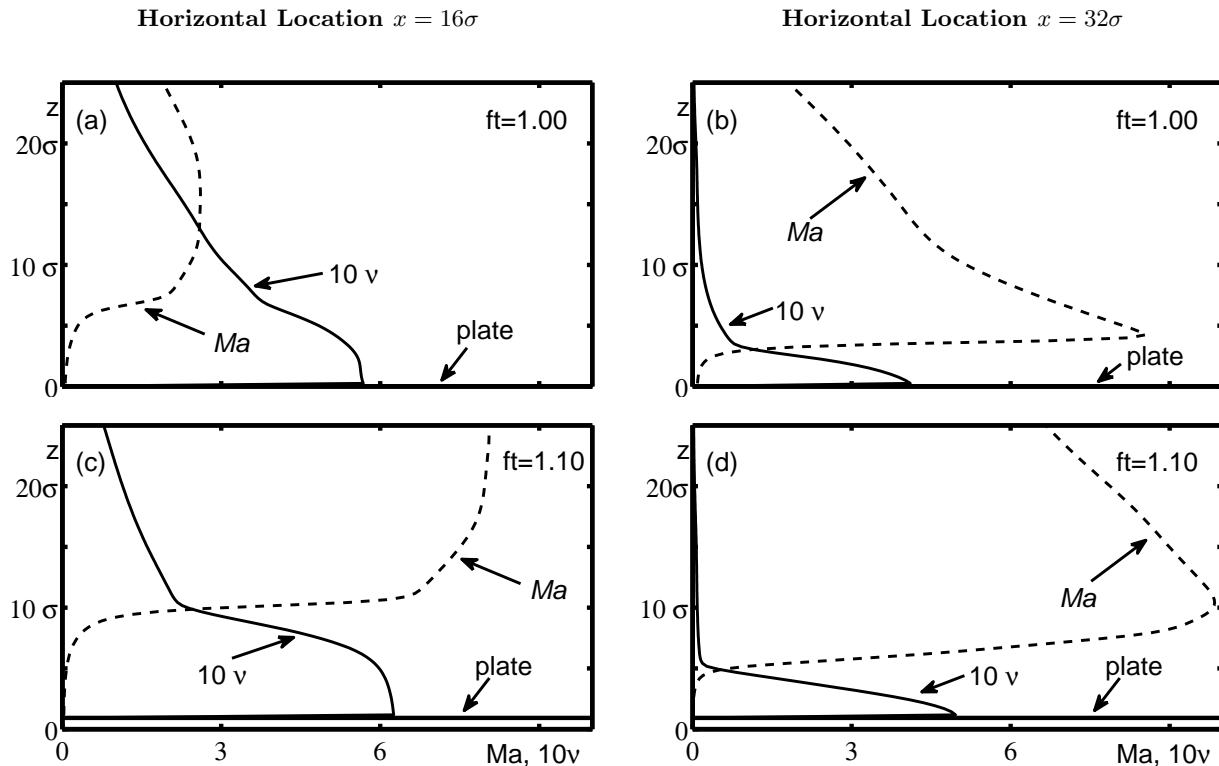 Horizontal Location x = 16σ
Horizontal Location x = 32σ
z
(a)
ft=1.00
20σ
10 σ
0
10 ν
Ma
plate
z
(b)
ft=1.00
20σ
10 σ
0
Ma
10 ν
plate
z
(c)
ft=1.10
20σ
10 σ
0
Ma
10 ν
plate
0 3 6 Ma, 10ν
z
(d)
ft=1.10
20σ
10 σ
0
Ma
10 ν
plate
0 3 6 Ma, 10ν